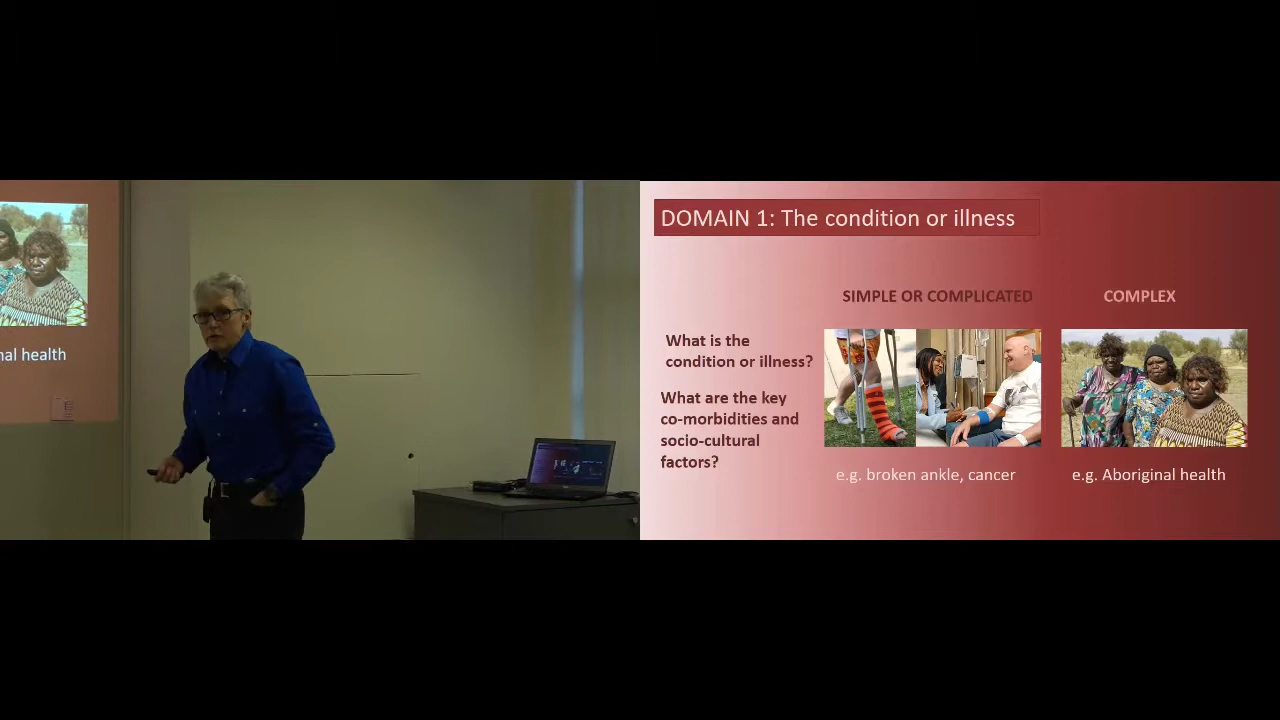 nal health
DOMAIN 1: The condition or illness
SIMPLE OR COMPLICATED
COMPLEX
What is the
condition or illness?
What are the key
co-morbidities and
socio-cultural
factors?
e.g. broken ankle, cancer
e.g. Aboriginal health